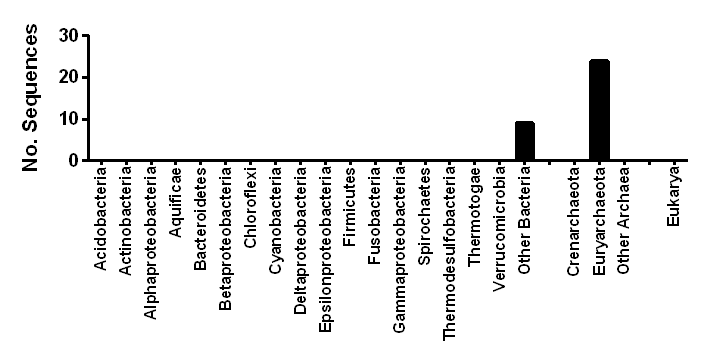 No. Sequences
30
20
10
0
Acidobacteria
Actinobacteria
Alphaproteobacteria
Aquificae
Bacteroidetes
Betaproteobacteria
Chloroflexi
Cyanobacteria
Deltaproteobacteria
Epsilonproteobacteria
Firmicutes
Fusobacteria
Gammaproteobacteria
Spirochaetes
Thermodesulfobacteria
Thermotogae
Verrucomicrobia
Other Bacteria
Crenarchaeota
Euryarchaeota
Other Archaea
Eukarya